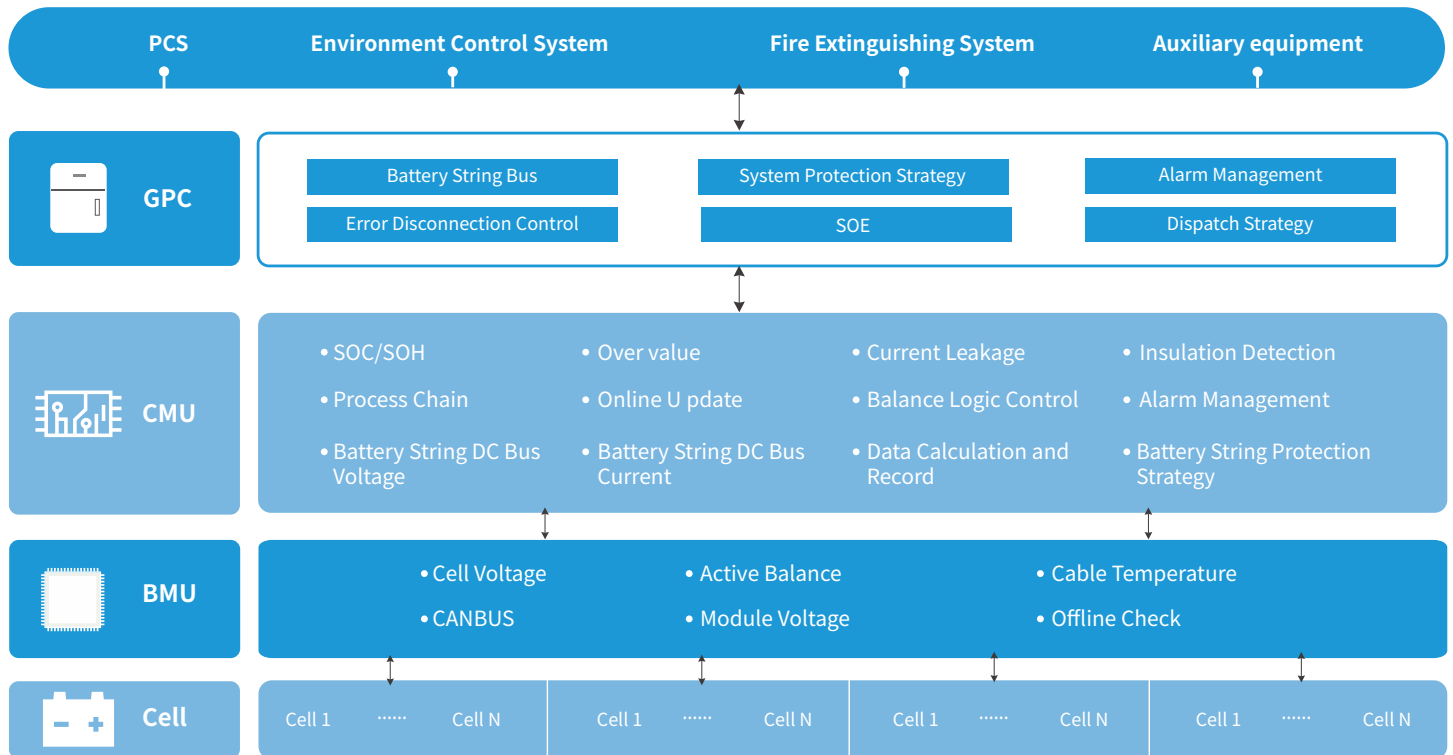 PCS
Environment Control System
Fire Extinguishing System
Auxiliary equipment
GPC
Battery String Bus
System Protection Strategy
Alarm Management
Error Disconnection Control
SOE
Dispatch Strategy
CMU
• SOC/SOH
• Over value
• Current Leakage
• Insulation Detection
• Process Chain
• Online U pdate
• Balance Logic Control
• Alarm Management
• Battery String DC Bus
Voltage
• Battery String DC Bus
Current
• Data Calculation and
Record
• Battery String Protection
Strategy
BMU
• Cell Voltage
• Active Balance
• Cable Temperature
• CANBUS
• Module Voltage
• Offline Check
Cell
Cell 1 ...... Cell N
Cell 1 ...... Cell N
Cell 1 ...... Cell N
Cell 1 ...... Cell N